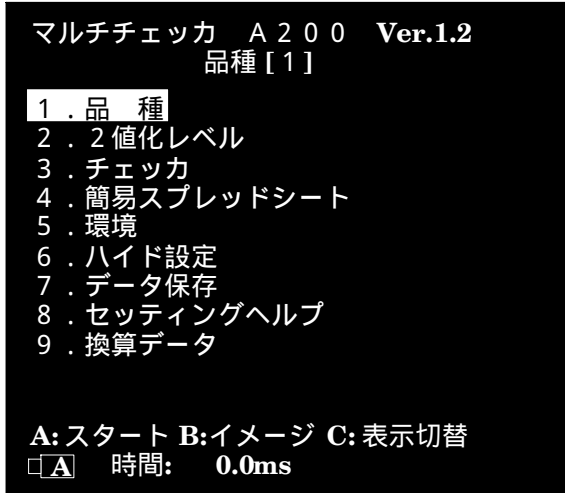 マルチチェッカ　Ａ２００　Ver.1.2
品種 [ 1 ]
１．品　種
２．２値化レベル
３．チェッカ
４．簡易スプレッドシート
５．環境
６．ハイド設定
７．データ保存
８．セッティングヘルプ
９．換算データ
A:スタート B:イメージ C:表示切替
□A　時間:　0.0ms